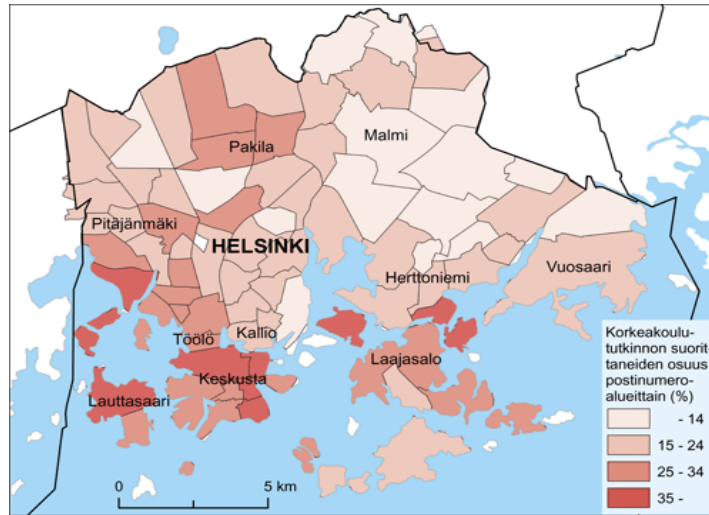 Malmi
Pakila
Pitäjänmäki
HELSINKI
Herttoniemi
Vuosaari
Töölö
Kallio
Laajasalo
Keskusta
Lauttasaari
Korkeakoulu-
tutkinnon suorit-
taneiden osuus
postinumero-
alueittain (%)
- 14
15 - 24
25 - 34
35 -
0 5 km